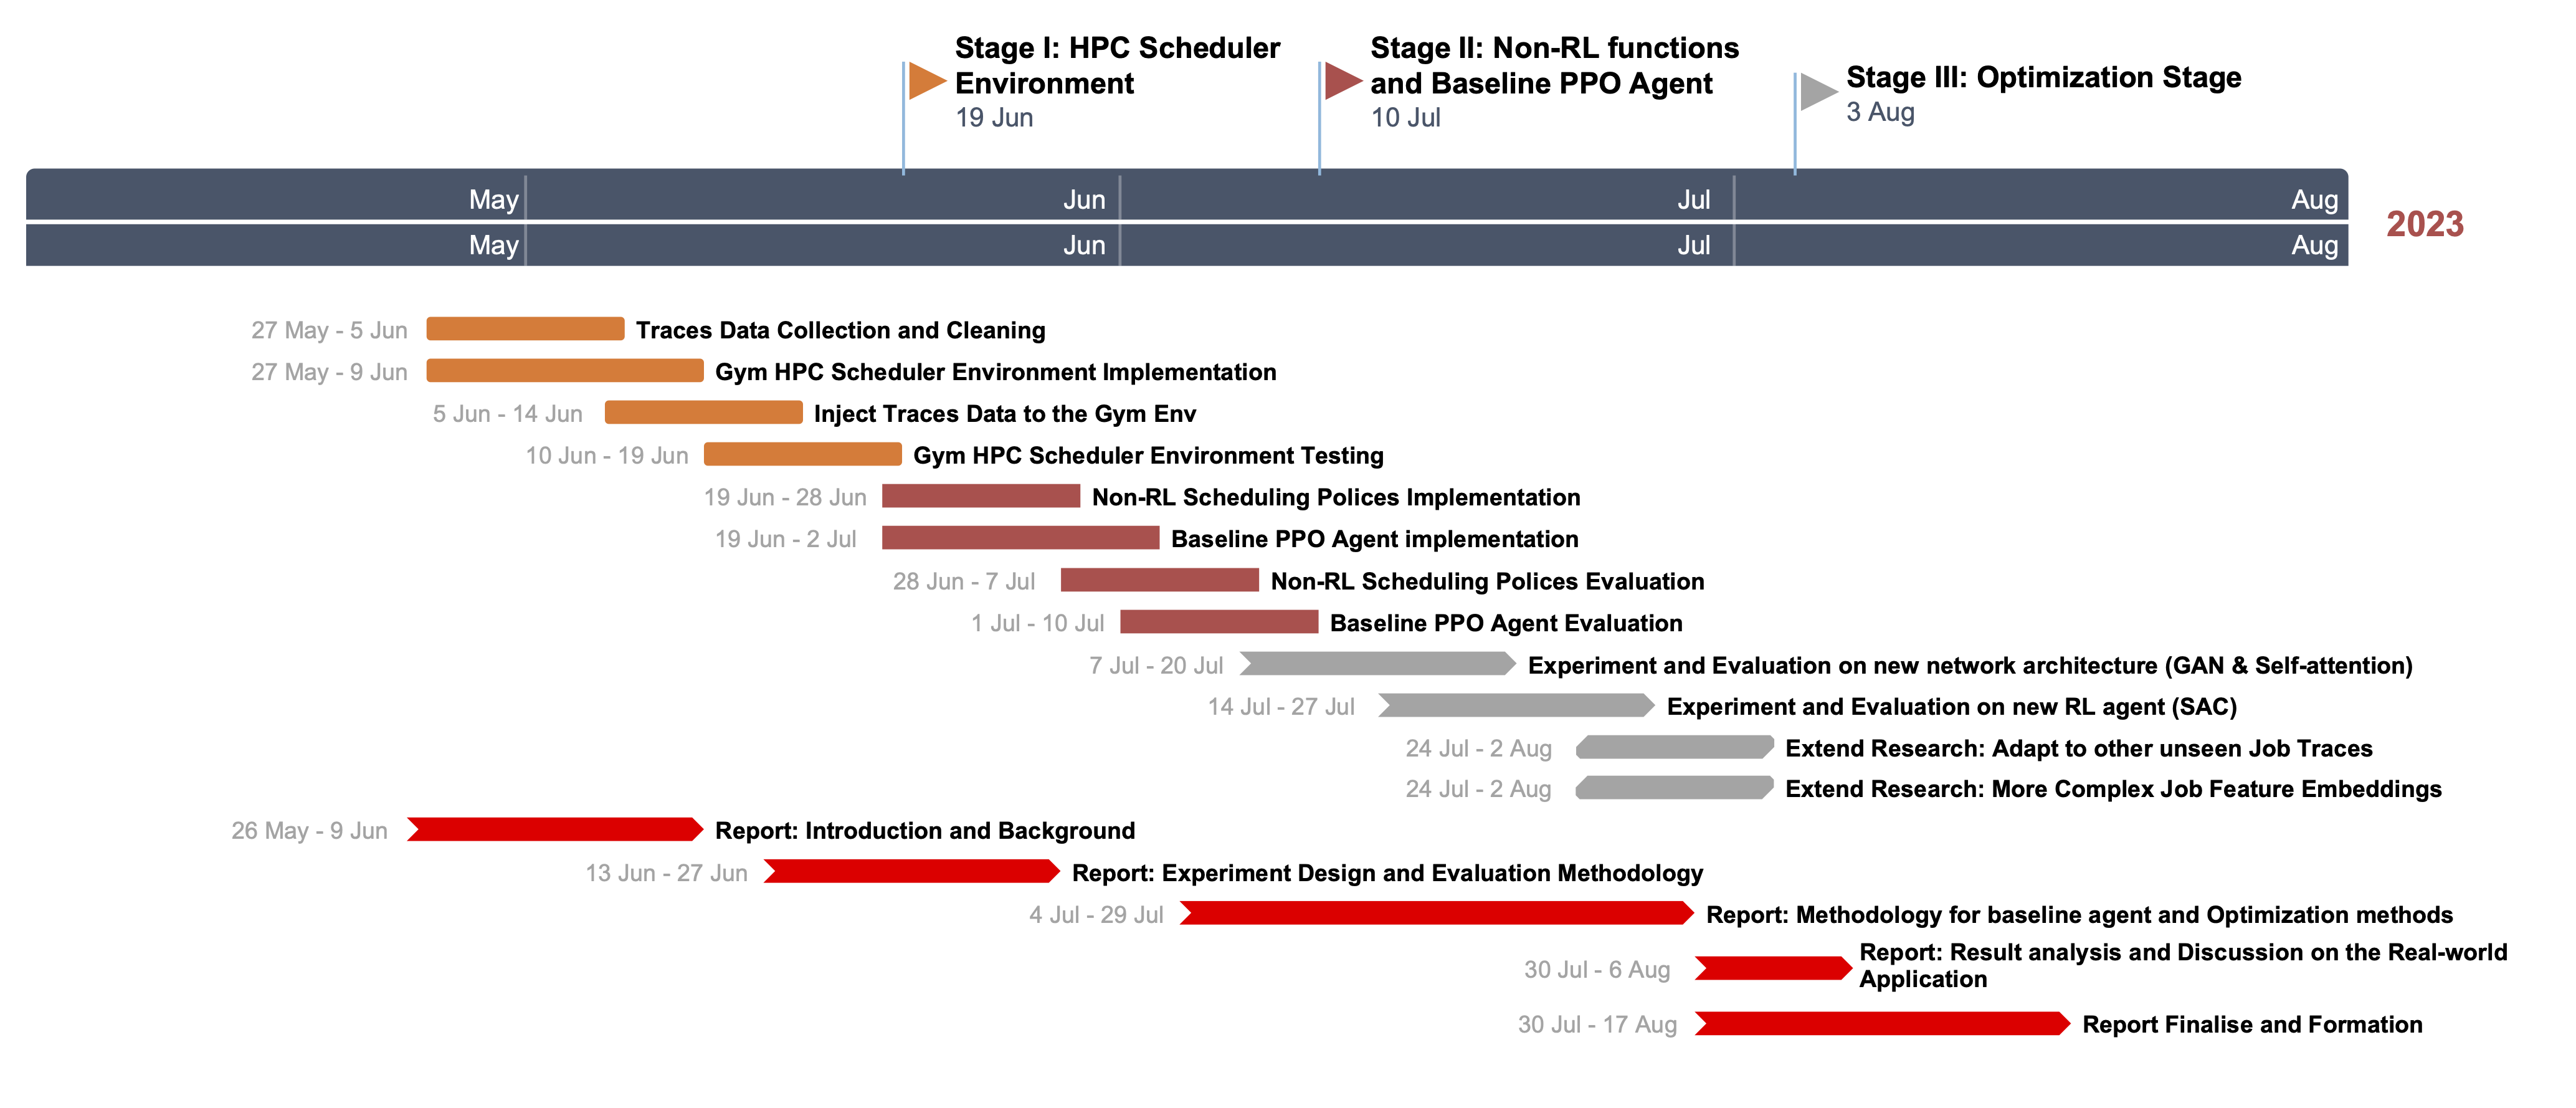 Stage I: HPC Scheduler
Environment
19 Jun
Stage II: Non-RL functions
and Baseline PPO Agent
10 Jul
Stage III: Optimization Stage
3 Aug
May Jun Jul Aug
May Jun Jul Aug
2023
27 May - 5 Jun Traces Data Collection and Cleaning
27 May - 9 Jun Gym HPC Scheduler Environment Implementation
5 Jun - 14 Jun Inject Traces Data to the Gym Env
10 Jun - 19 Jun Gym HPC Scheduler Environment Testing
19 Jun - 28 Jun Non-RL Scheduling Polices Implementation
19 Jun - 2 Jul Baseline PPO Agent implementation
28 Jun - 7 Jul Non-RL Scheduling Polices Evaluation
1 Jul - 10 Jul Baseline PPO Agent Evaluation
7 Jul - 20 Jul Experiment and Evaluation on new network architecture (GAN & Self-attention)
14 Jul - 27 Jul Experiment and Evaluation on new RL agent (SAC)
24 Jul - 2 Aug Extend Research: Adapt to other unseen Job Traces
24 Jul - 2 Aug Extend Research: More Complex Job Feature Embeddings
26 May - 9 Jun Report: Introduction and Background
13 Jun - 27 Jun Report: Experiment Design and Evaluation Methodology
4 Jul - 29 Jul Report: Methodology for baseline agent and Optimization methods
30 Jul - 6 Aug Report: Result analysis and Discussion on the Real-world
Application
30 Jul - 17 Aug Report Finalise and Formation